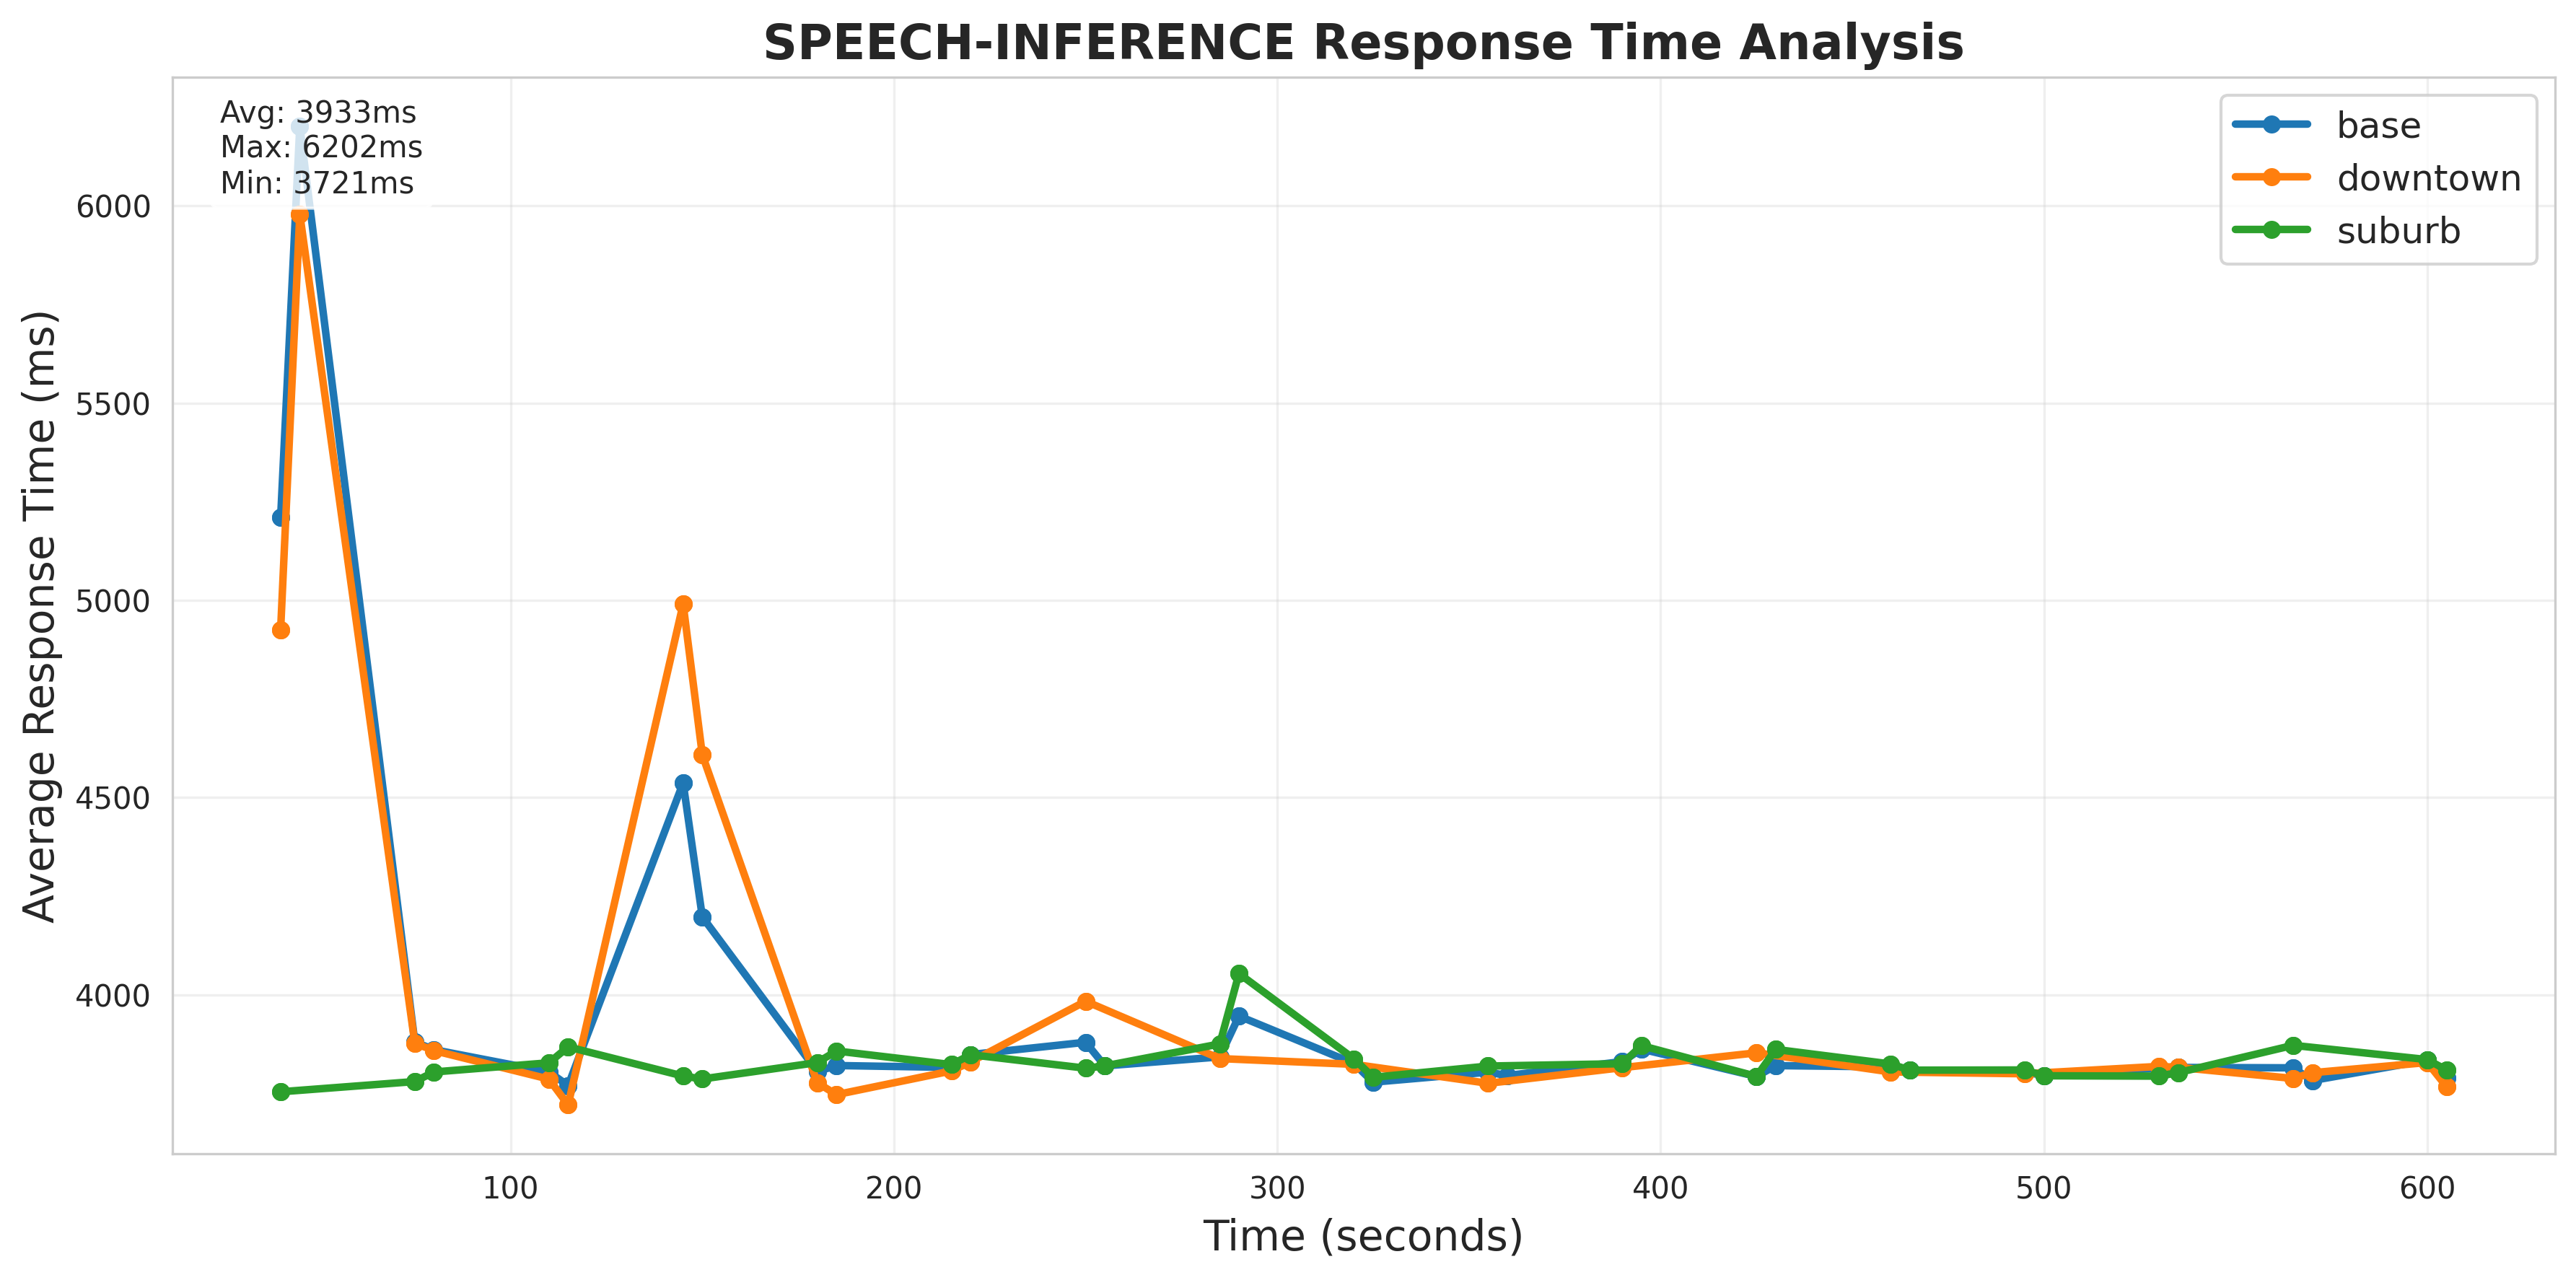 SPEECH-INFERENCE Response Time Analysis
Avg: 3933ms
Max: 6202ms
Min: 3721ms
base
downtown
suburb
Average Response Time (ms)
6000
5500
5000
4500
4000
100
200
300
400
500
600
Time (seconds)